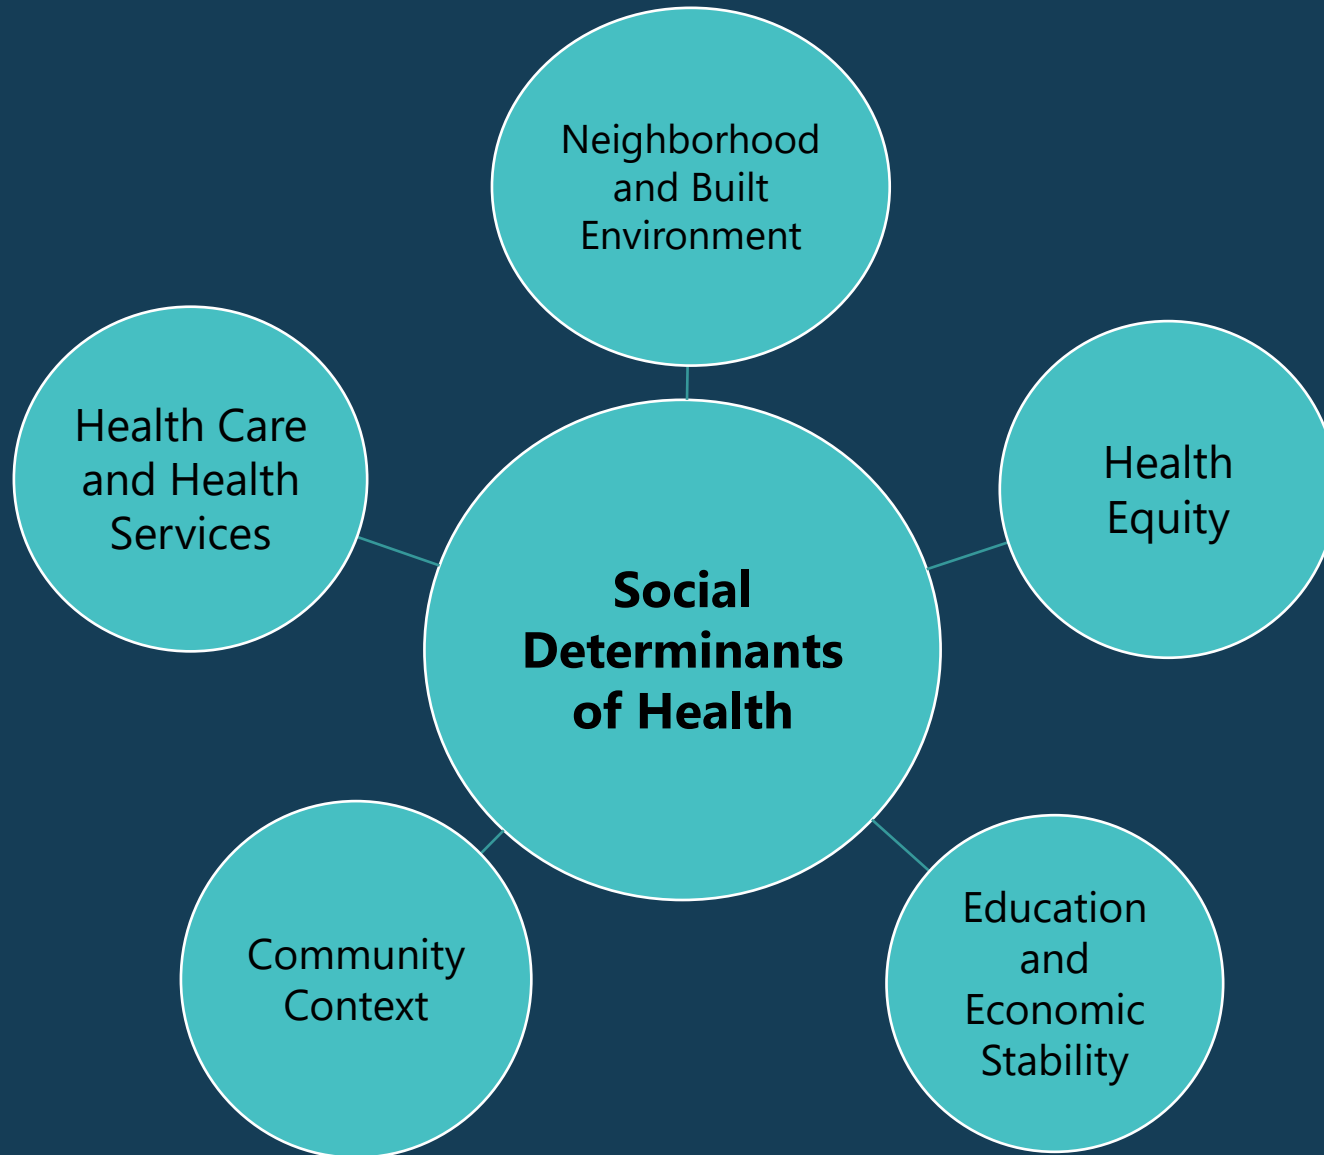 Neighborhood
and Built
Environment
Health Care
and Health
Services
Health
Equity
Social
Determinants
of Health
Community
Context
Education
and
Economic
Stability